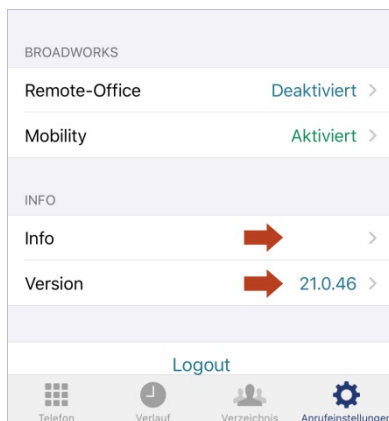 BROADWORKS
Remote-Office Deaktiviert
Mobility Aktiviert
INFO
Info
Version 21.0.46
Logout
Telefon Verlauf Verzeichnis Anrufeinstellungen